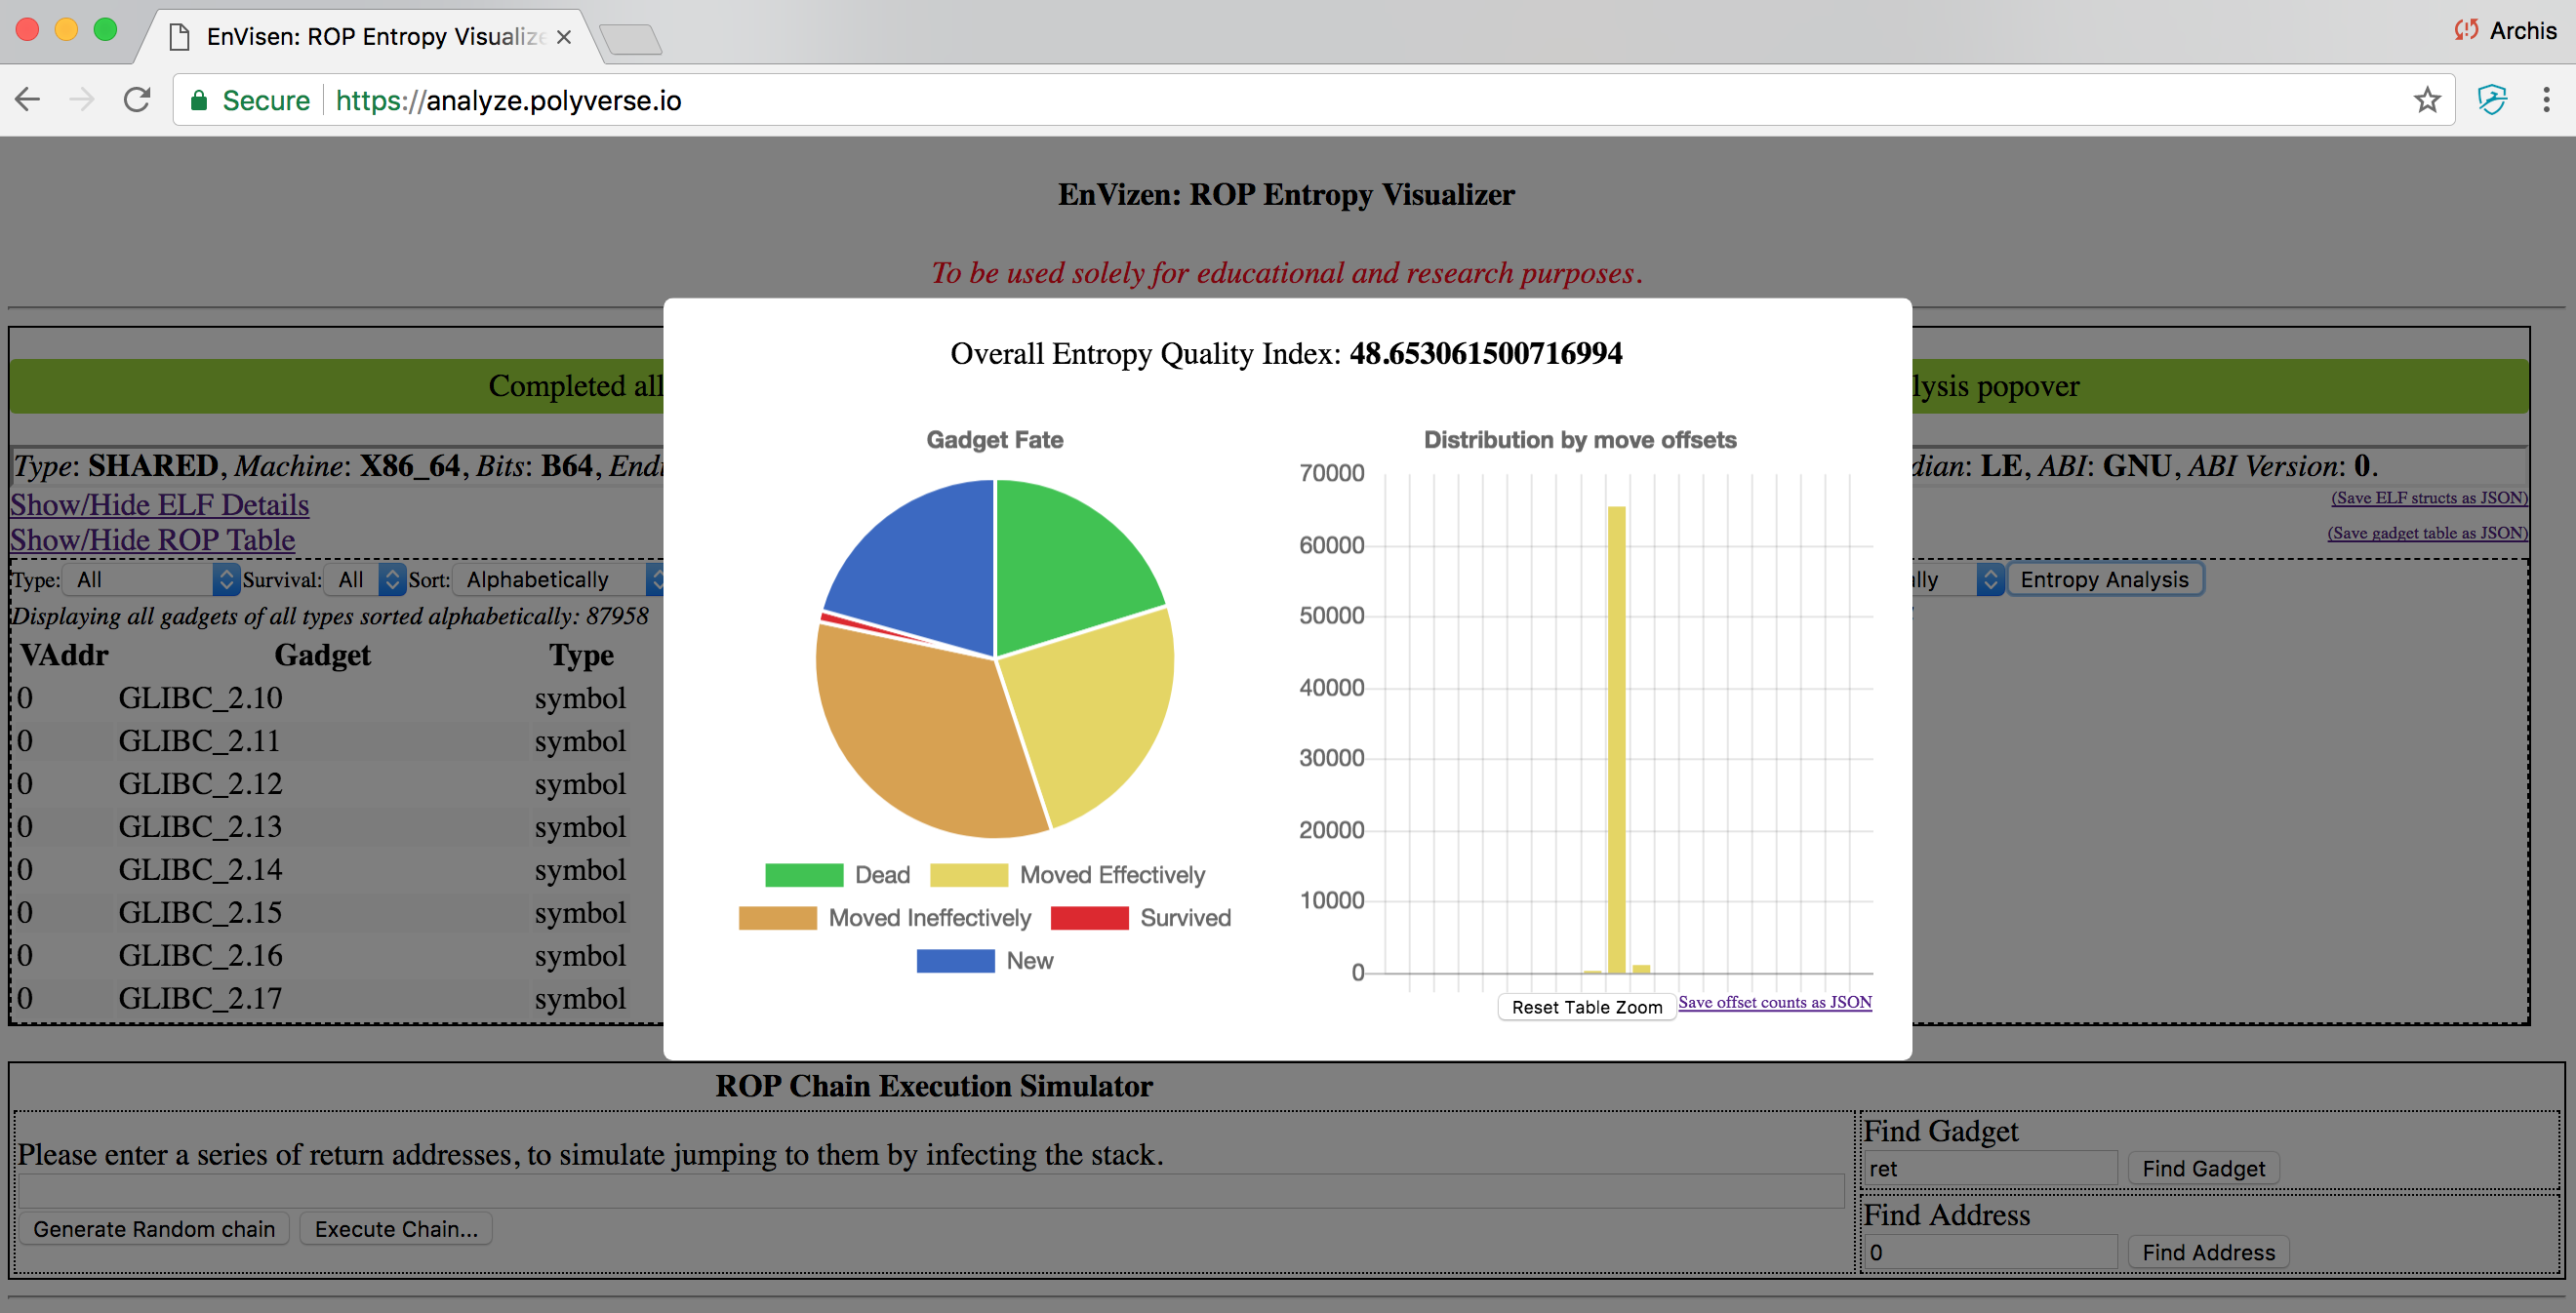 EnVisen: ROP Entropy Visualize
Archis
Secure https://analyze.polyverse.io
EnVizen: ROP Entropy Visualizer
To be used solely for educational and research purposes.
Completed all
lysis popover
Overall Entropy Quality Index: 48.653061500716994
Type: SHARED, Machine: X86_64, Bits: B64, Endi
dian: LE, ABI: GNU, ABI Version: 0.
Show/Hide ELF Details
(Save ELF structs as JSON)
Show/Hide ROP Table
(Save gadget table as JSON)
Type: All Survival: All Sort: Alphabetically
lly Entropy Analysis
Displaying all gadgets of all types sorted alphabetically: 87958
VAddr Gadget Type
0 GLIBC_2.10 symbol
0 GLIBC_2.11 symbol
0 GLIBC_2.12 symbol
0 GLIBC_2.13 symbol
0 GLIBC_2.14 symbol
0 GLIBC_2.15 symbol
0 GLIBC_2.16 symbol
0 GLIBC_2.17 symbol
Gadget Fate
Dead Moved Effectively
Moved Ineffectively Survived
New
Distribution by move offsets
70000
60000
50000
40000
30000
20000
10000
0
Reset Table Zoom Save offset counts as JSON
ROP Chain Execution Simulator
Please enter a series of return addresses, to simulate jumping to them by infecting the stack.
Generate Random chain Execute Chain...
Find Gadget
ret Find Gadget
Find Address
0 Find Address